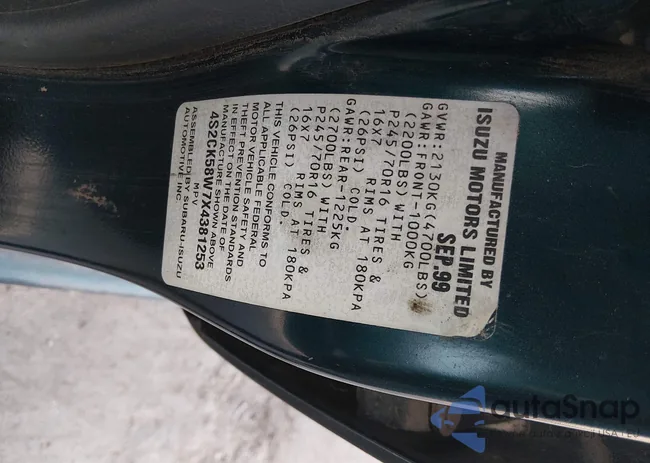 MANUFACTURED BY
ISUZU MOTORS LIMITED
SEP.99
GVWR:2130KG(4700LBS)
GAWR:FRONT-1000KG
(2200LBS) WITH
P245/70R16 TIRES &
16X7 RIMS AT 180KPA
(26PSI) COLD.
GAWR:REAR-1225KG
(2700LBS) WITH
P245/70R16 TIRES &
16X7 RIMS AT 180KPA
(26PSI) COLD.
THIS VEHICLE CONFORMS TO
ALL APPLICABLE FEDERAL
MOTOR VEHICLE SAFETY AND
THEFT PREVENTION STANDARDS
IN EFFECT ON THE DATE OF
MANUFACTURE SHOWN ABOVE
4S2CK58W7X4381253
MPV
ASSEMBLED BY SUBARU-ISUZU
AUTOMOTIVE INC.
autoSnap